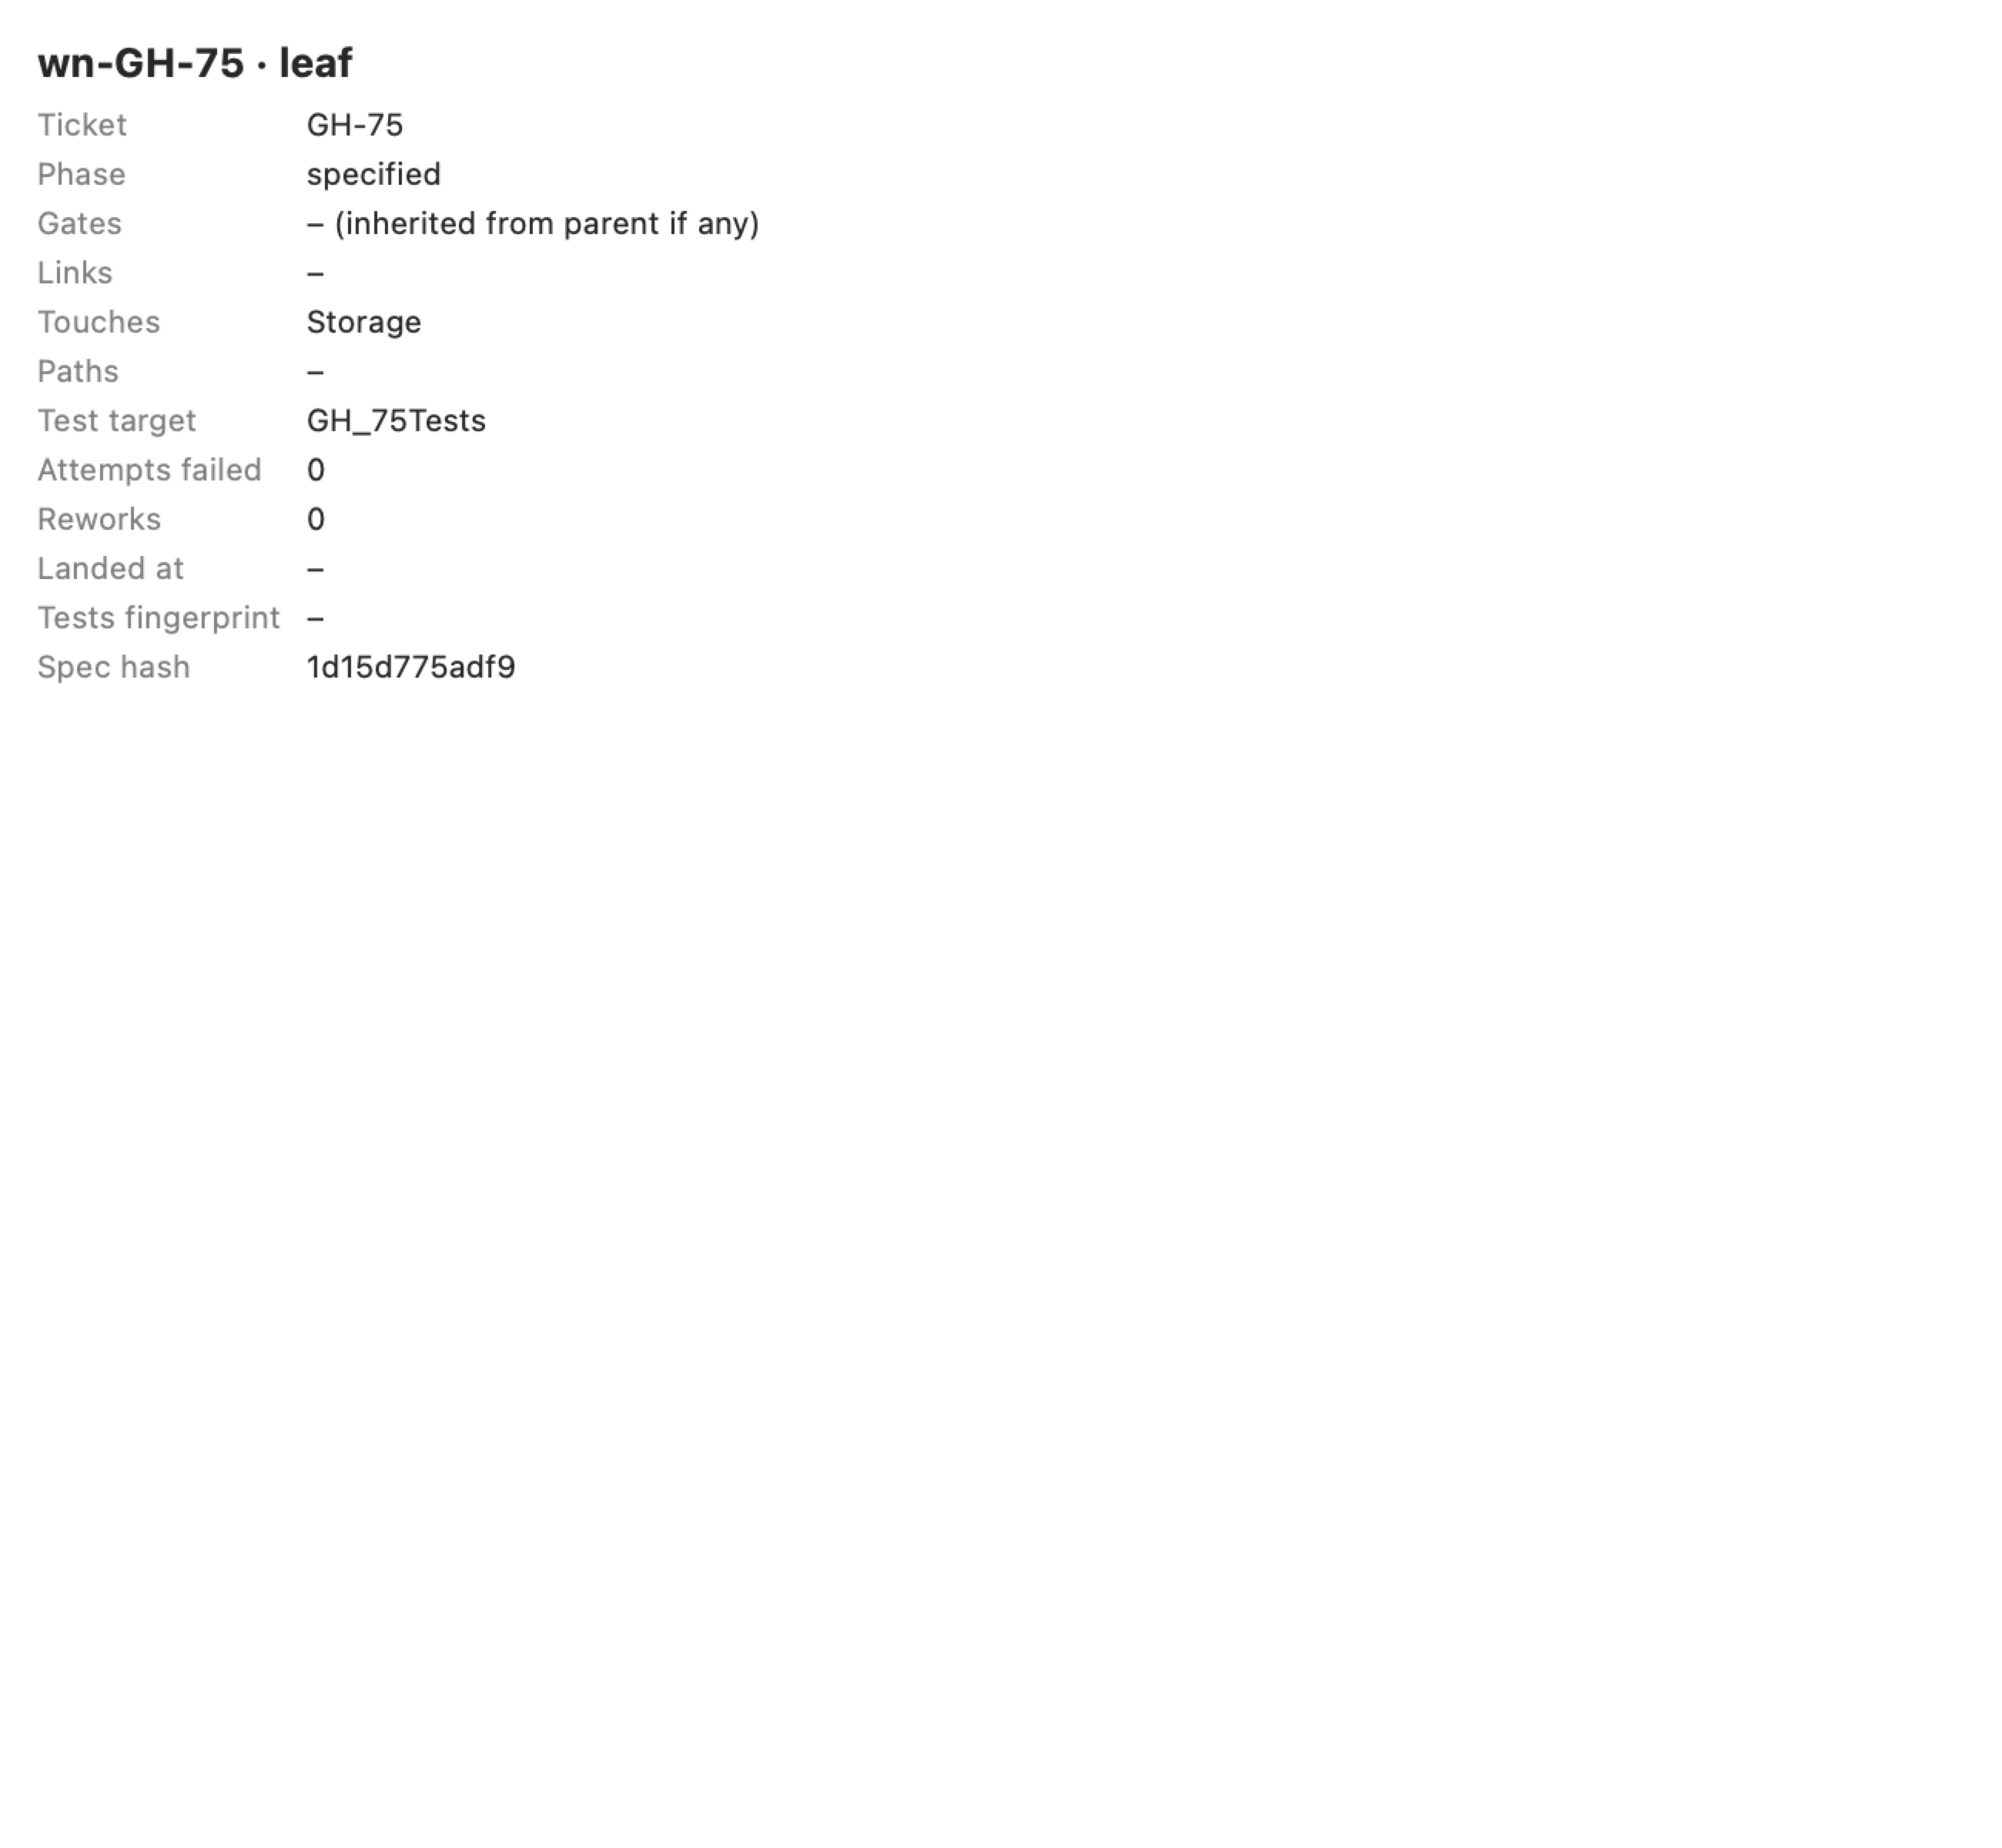 wn-GH-75 · leaf
Ticket GH-75
Phase specified
Gates – (inherited from parent if any)
Links –
Touches Storage
Paths –
Test target GH_75Tests
Attempts failed 0
Reworks 0
Landed at –
Tests fingerprint –
Spec hash 1d15d775adf9